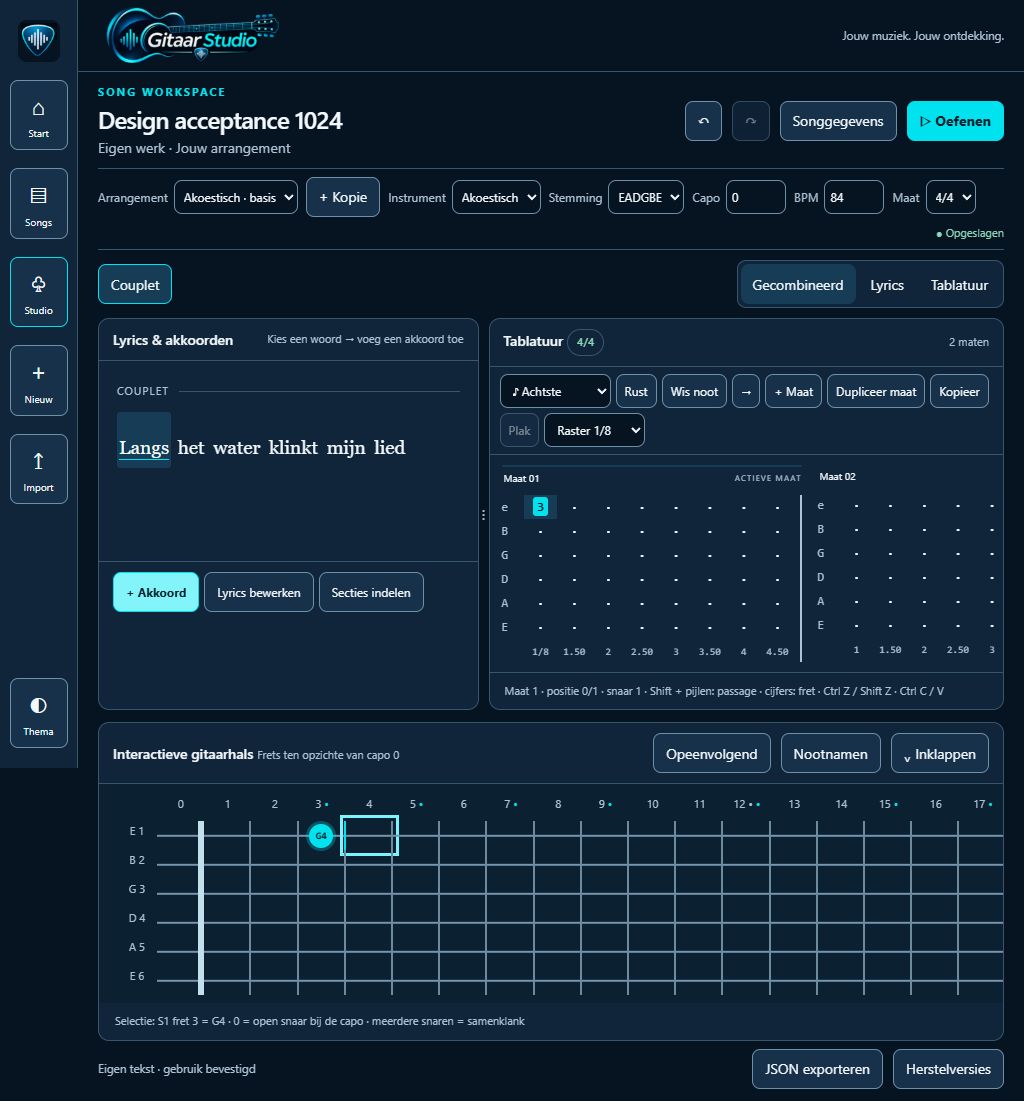 Gitaar Studio
Jouw muziek. Jouw ontdekking.
Start
Songs
Studio
Nieuw
Import
Thema
SONG WORKSPACE
Design acceptance 1024
Eigen werk · Jouw arrangement
Songgegevens
▷ Oefenen
Arrangement Akoestisch · basis + Kopie Instrument Akoestisch Stemming EADGBE Capo 0 BPM 84 Maat 4/4
● Opgeslagen
Couplet
Gecombineerd Lyrics Tablatuur
Lyrics & akkoorden Kies een woord → voeg een akkoord toe
COUPLET
Langs het water klinkt mijn lied
+ Akkoord Lyrics bewerken Secties indelen
Tablatuur 4/4 2 maten
♪ Achtste Rust Wis noot → + Maat Dupliceer maat Kopieer
Plak Raster 1/8
Maat 01 ACTIEVE MAAT Maat 02
e 3 - - - - - - - e - - - - -
B - - - - - - - - B - - - - -
G - - - - - - - - G - - - - -
D - - - - - - - - D - - - - -
A - - - - - - - - A - - - - -
E - - - - - - - - E - - - - -
1/8 1.50 2 2.50 3 3.50 4 4.50 1 1.50 2 2.50 3
Maat 1 · positie 0/1 · snaar 1 · Shift + pijlen: passage · cijfers: fret · Ctrl Z / Shift Z · Ctrl C / V
Interactieve gitaarhals Frets ten opzichte van capo 0
Opeenvolgend Nootnamen ˬ Inklappen
0 1 2 3 • 4 5 • 6 7 • 8 9 • 10 11 12 • • 13 14 15 • 16 17 •
E 1 G4
B 2
G 3
D 4
A 5
E 6
Selectie: S1 fret 3 = G4 · 0 = open snaar bij de capo · meerdere snaren = samenklank
Eigen tekst · gebruik bevestigd
JSON exporteren Herstelversies